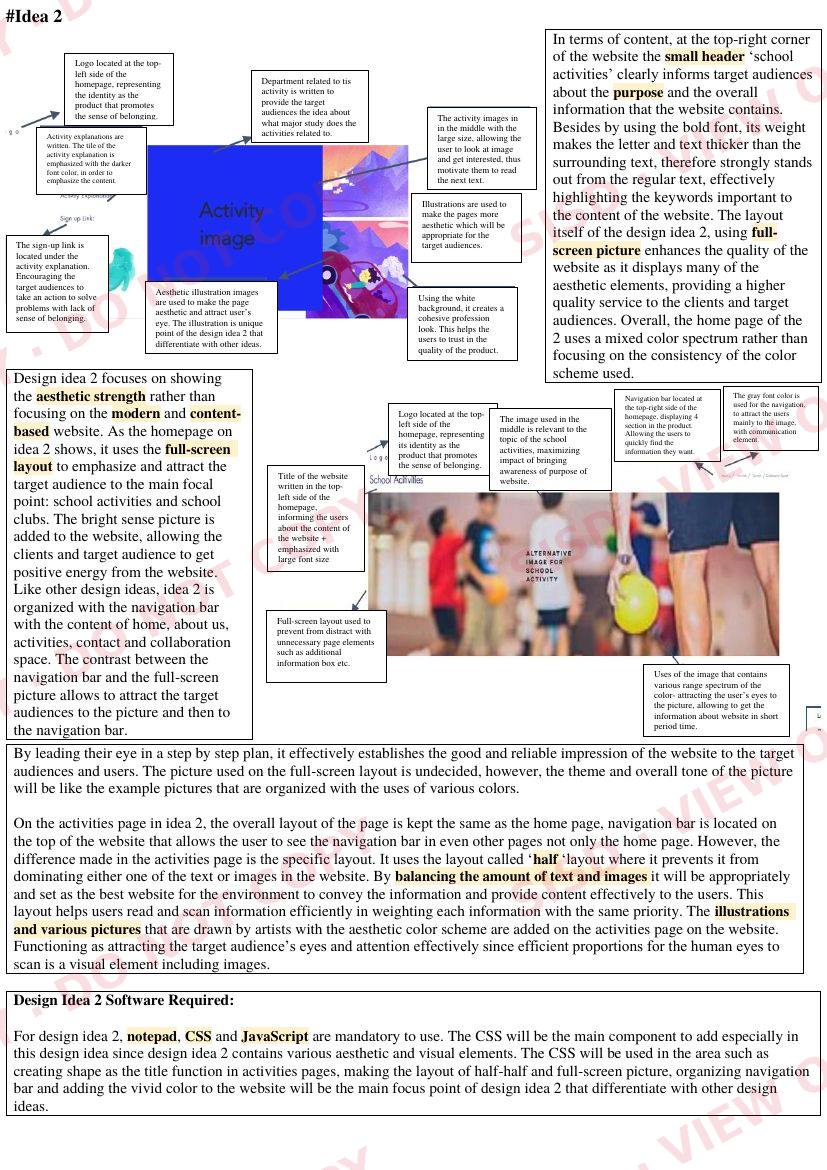 #Idea 2
Logo located at the top-
left side of the
homepage, representing
the identity as the
product that promotes
the sense of belonging.
Activity explanations are
written. The tile of the
activity explanation is
emphasized with the darker
font color, in order to
emphasize the content.
Sign up Link:
The sign-up link is
located under the
activity explanation.
Encouraging the
target audiences to
take an action to solve
problems with lack of
sense of belonging.
Department related to tis
activity is written to
provide the target
audiences the idea about
what major study does the
activities related to.
Activity
image
Aesthetic illustration images
are used to make the page
aesthetic and attract user's
eye. The illustration is unique
point of the design idea 2 that
differentiate with other ideas.
The activity images in
in the middle with the
large size, allowing the
user to look at image
and get interested, thus
motivate them to read
the next text.
Illustrations are used to
make the pages more
aesthetic which will be
appropriate for the
target audiences.
Using the white
background, it creates a
cohesive profession
look. This helps the
users to trust in the
quality of the product.
In terms of content, at the top-right corner
of the website the small header ‘school
activities’ clearly informs target audiences
about the purpose and the overall
information that the website contains.
Besides by using the bold font, its weight
makes the letter and text thicker than the
surrounding text, therefore strongly stands
out from the regular text, effectively
highlighting the keywords important to
the content of the website. The layout
itself of the design idea 2, using full-
screen picture enhances the quality of the
website as it displays many of the
aesthetic elements, providing a higher
quality service to the clients and target
audiences. Overall, the home page of the
2 uses a mixed color spectrum rather than
focusing on the consistency of the color
scheme used.
Design idea 2 focuses on showing
the aesthetic strength rather than
focusing on the modern and content-
based website. As the homepage on
idea 2 shows, it uses the full-screen
layout to emphasize and attract the
target audience to the main focal
point: school activities and school
clubs. The bright sense picture is
added to the website, allowing the
clients and target audience to get
positive energy from the website.
Like other design ideas, idea 2 is
organized with the navigation bar
with the content of home, about us,
activities, contact and collaboration
space. The contrast between the
navigation bar and the full-screen
picture allows to attract the target
audiences to the picture and then to
the navigation bar.
Logo located at the top-
left side of the
homepage, representing
its identity as the
product that promotes
the sense of belonging.
The image used in the
middle is relevant to the
topic of the school
activities, maximizing
impact of bringing
awareness of purpose of
website.
Navigation bar located at
the top-right side of the
homepage, displaying 4
section in the product.
Allowing the users to
quickly find the
information they want.
The gray font color is
used for the navigation,
to attract the users
mainly to the image,
with communication
element.
Title of the website
written in the top-
left side of the
homepage,
informing the users
about the content of
the website +
emphasized with
large font size
Logo
School Activities
ALTERNATIVE
IMAGE FOR
SCHOOL
ACTIVITY
Full-screen layout used to
prevent from distract with
unnecessary page elements
such as additional
information box etc.
Uses of the image that contains
various range spectrum of the
color- attracting the user's eyes to
the picture, allowing to get the
information about website in short
period time.
By leading their eye in a step by step plan, it effectively establishes the good and reliable impression of the website to the target
audiences and users. The picture used on the full-screen layout is undecided, however, the theme and overall tone of the picture
will be like the example pictures that are organized with the uses of various colors.
On the activities page in idea 2, the overall layout of the page is kept the same as the home page, navigation bar is located on
the top of the website that allows the user to see the navigation bar in even other pages not only the home page. However, the
difference made in the activities page is the specific layout. It uses the layout called ‘half ‘layout where it prevents it from
dominating either one of the text or images in the website. By balancing the amount of text and images it will be appropriately
and set as the best website for the environment to convey the information and provide content effectively to the users. This
layout helps users read and scan information efficiently in weighting each information with the same priority. The illustrations
and various pictures that are drawn by artists with the aesthetic color scheme are added on the activities page on the website.
Functioning as attracting the target audience's eyes and attention effectively since efficient proportions for the human eyes to
scan is a visual element including images.
Design Idea 2 Software Required:
For design idea 2, notepad, CSS and JavaScript are mandatory to use. The CSS will be the main component to add especially in
this design idea since design idea 2 contains various aesthetic and visual elements. The CSS will be used in the area such as
creating shape as the title function in activities pages, making the layout of half-half and full-screen picture, organizing navigation
bar and adding the vivid color to the website will be the main focus point of design idea 2 that differentiate with other design
ideas.